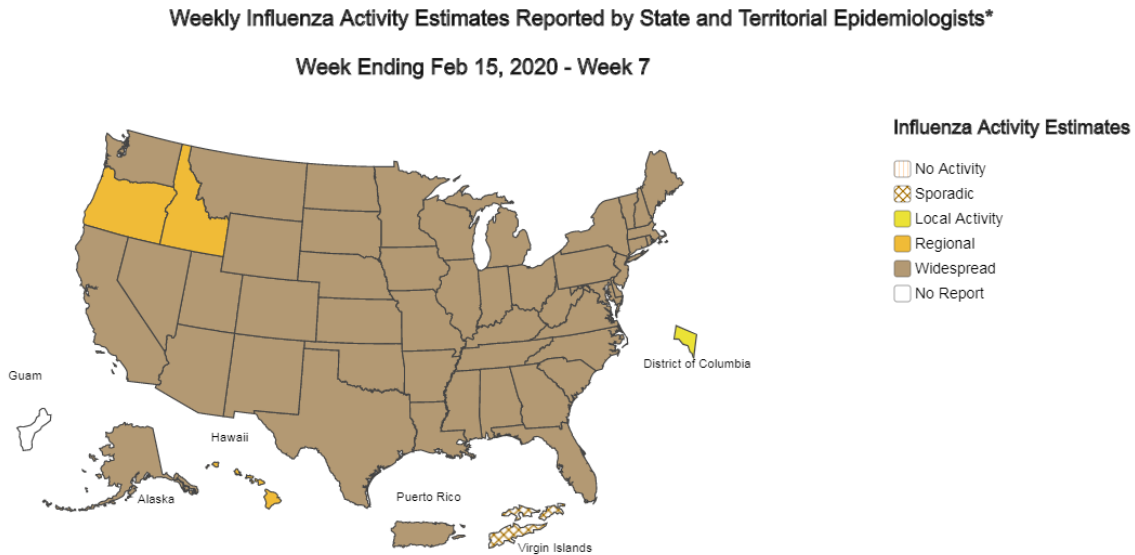 Weekly Influenza Activity Estimates Reported by State and Territorial Epidemiologists*
Week Ending Feb 15, 2020 - Week 7
Influenza Activity Estimates
No Activity
Sporadic
Local Activity
Regional
Widespread
No Report
District of Columbia
Guam
Hawaii
Alaska
Puerto Rico
Virgin Islands